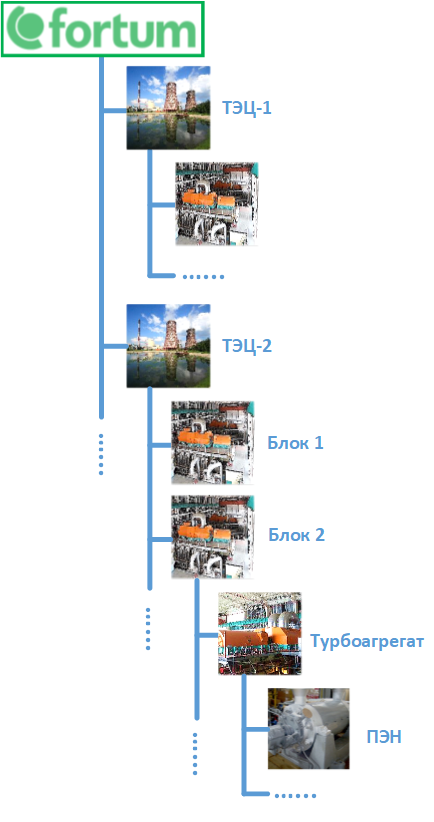 fortum
ТЭЦ-1
ТЭЦ-2
Блок 1
Блок 2
Турбоагрегат
ПЭН